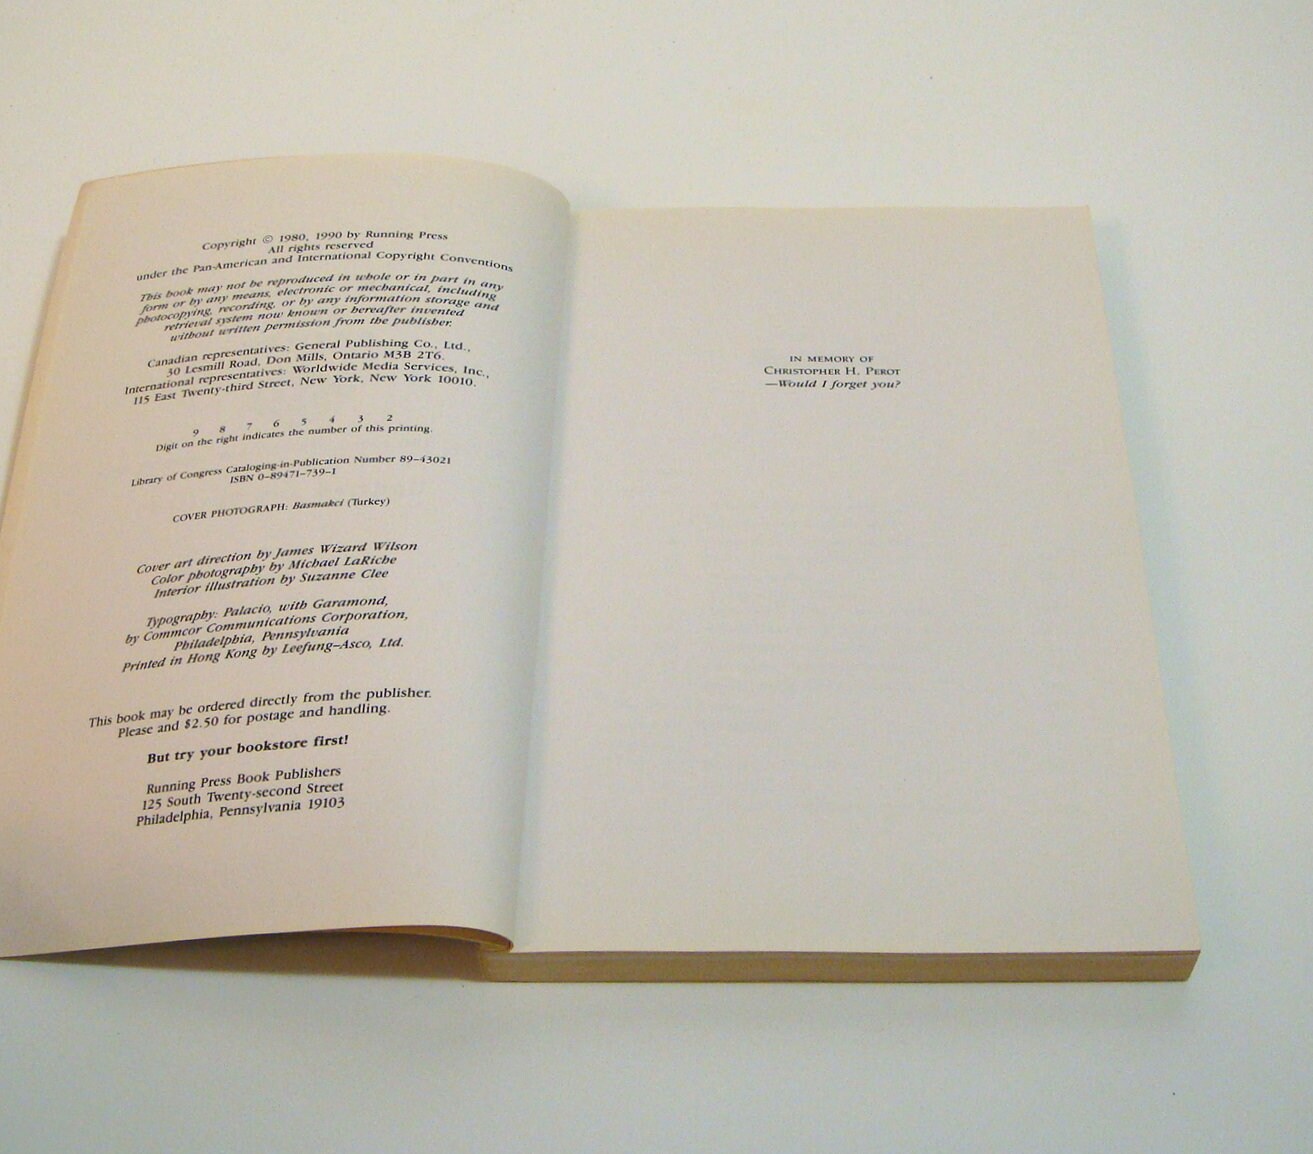 Copyright © 1980, 1990 by Running Press
All rights reserved
under the Pan-American and International Copyright Conventions
This book may not be reproduced in whole or in part in any
form or by any means, electronic or mechanical, including
photocopying, recording, or by any information storage and
retrieval system now known or hereafter invented
without written permission from the publisher.
Canadian representatives: General Publishing Co., Ltd.,
30 Lesmill Road, Don Mills, Ontario M3B 2T6.
International representatives: Worldwide Media Services, Inc.,
115 East Twenty-third Street, New York, New York 10010.
9 8 7 6 5 4 3 2
Digit on the right indicates the number of this printing.
Library of Congress Cataloging-in-Publication Number 89-43021
ISBN 0-89471-739-1
COVER PHOTOGRAPH: Basmakci (Turkey)
Cover art direction by James Wizard Wilson
Color photography by Michael LaRiche
Interior illustration by Suzanne Clee
Typography: Palacio, with Garamond,
by Commcor Communications Corporation,
Philadelphia, Pennsylvania
Printed in Hong Kong by Leefung-Asco, Ltd.
This book may be ordered directly from the publisher.
Please and $2.50 for postage and handling.
But try your bookstore first!
Running Press Book Publishers
125 South Twenty-second Street
Philadelphia, Pennsylvania 19103
IN MEMORY OF
CHRISTOPHER H. PEROT
—Would I forget you?